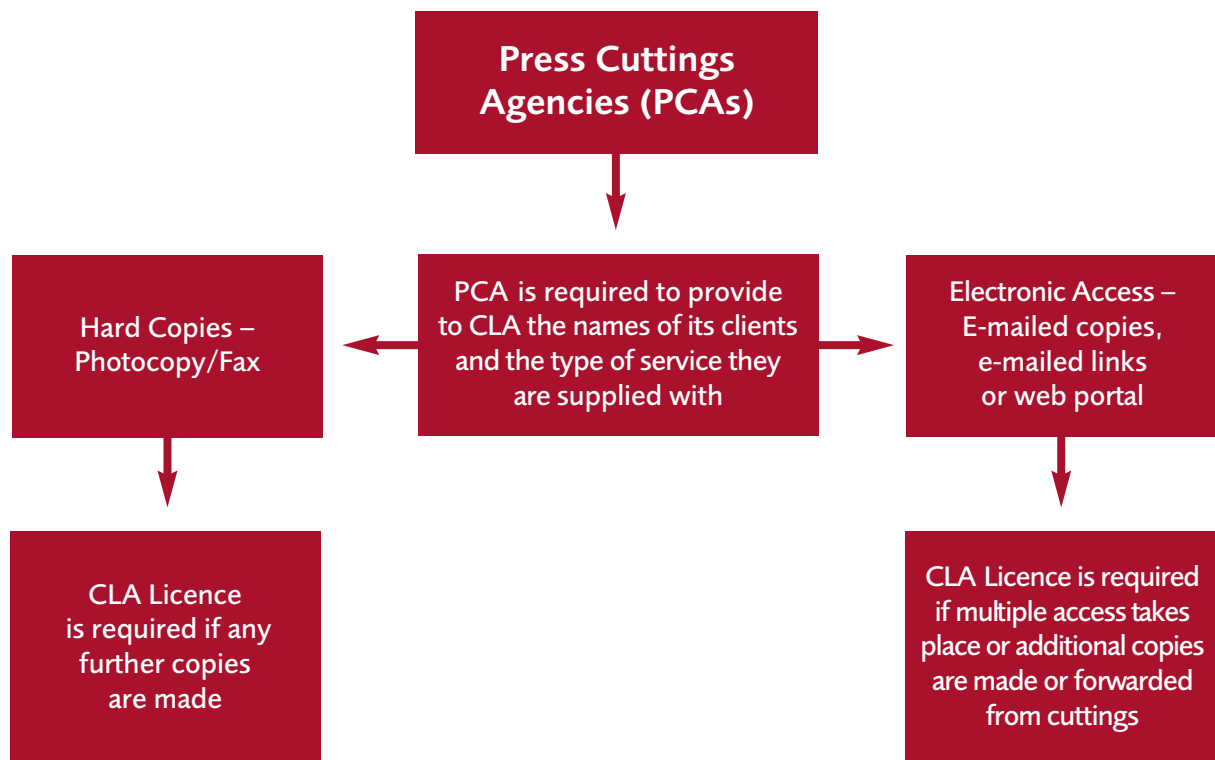 Press Cuttings
Agencies (PCAs)
Hard Copies –
Photocopy/Fax
PCA is required to provide
to CLA the names of its clients
and the type of service they
are supplied with
Electronic Access –
E-mailed copies,
e-mailed links
or web portal
CLA Licence
is required if any
further copies
are made
CLA Licence is required
if multiple access takes
place or additional copies
are made or forwarded
from cuttings